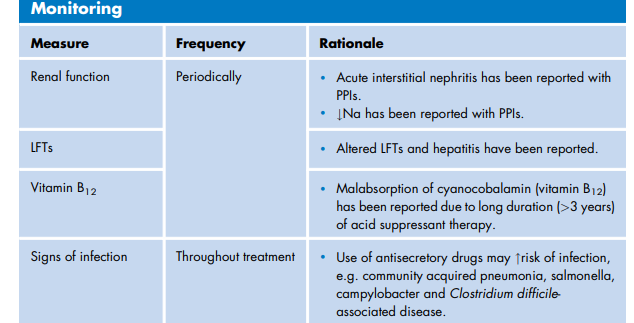 Monitoring
Measure Frequency Rationale
Renal function Periodically • Acute interstitial nephritis has been reported with
PPIs.
• ↓Na has been reported with PPIs.
LFTs • Altered LFTs and hepatitis have been reported.
Vitamin B₁₂ • Malabsorption of cyanocobalamin (vitamin B₁₂)
has been reported due to long duration (>3 years)
of acid suppressant therapy.
Signs of infection Throughout treatment • Use of antisecretory drugs may ↑risk of infection,
e.g. community acquired pneumonia, salmonella,
campylobacter and Clostridium difficile-
associated disease.